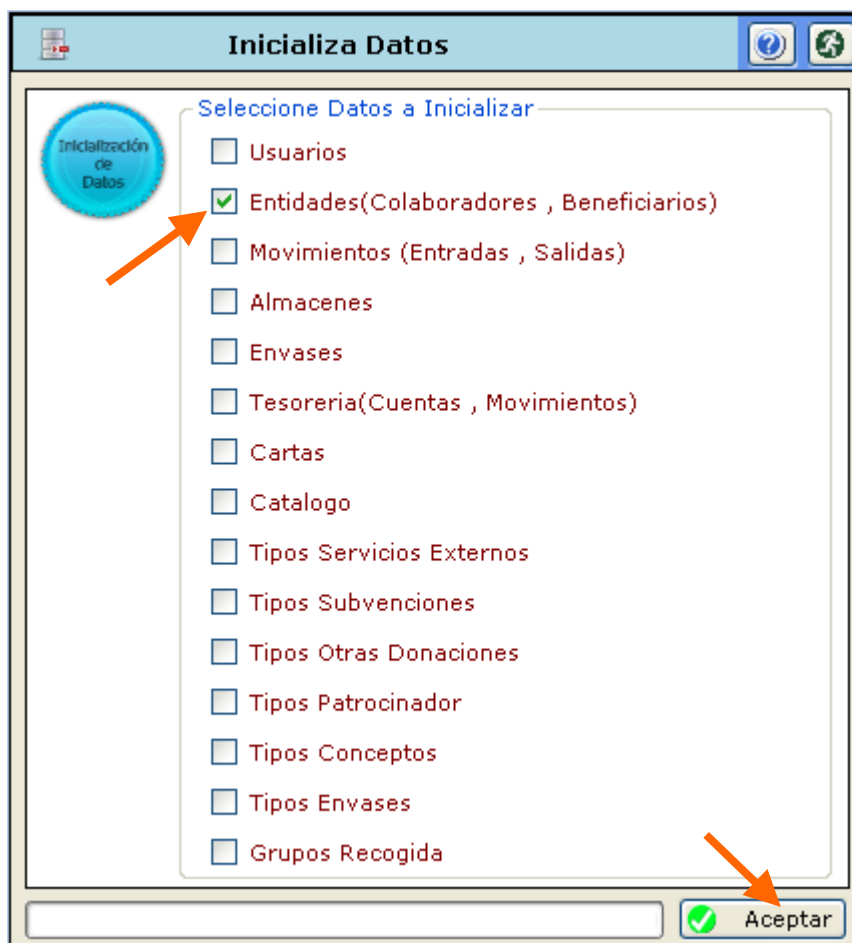 Inicializa Datos
Inicialización
de
Datos
Seleccione Datos a Inicializar
Usuarios
Entidades(Colaboradores , Beneficiarios)
Movimientos (Entradas , Salidas)
Almacenes
Envases
Tesoreria(Cuentas , Movimientos)
Cartas
Catalogo
Tipos Servicios Externos
Tipos Subvenciones
Tipos Otras Donaciones
Tipos Patrocinador
Tipos Conceptos
Tipos Envases
Grupos Recogida
Aceptar